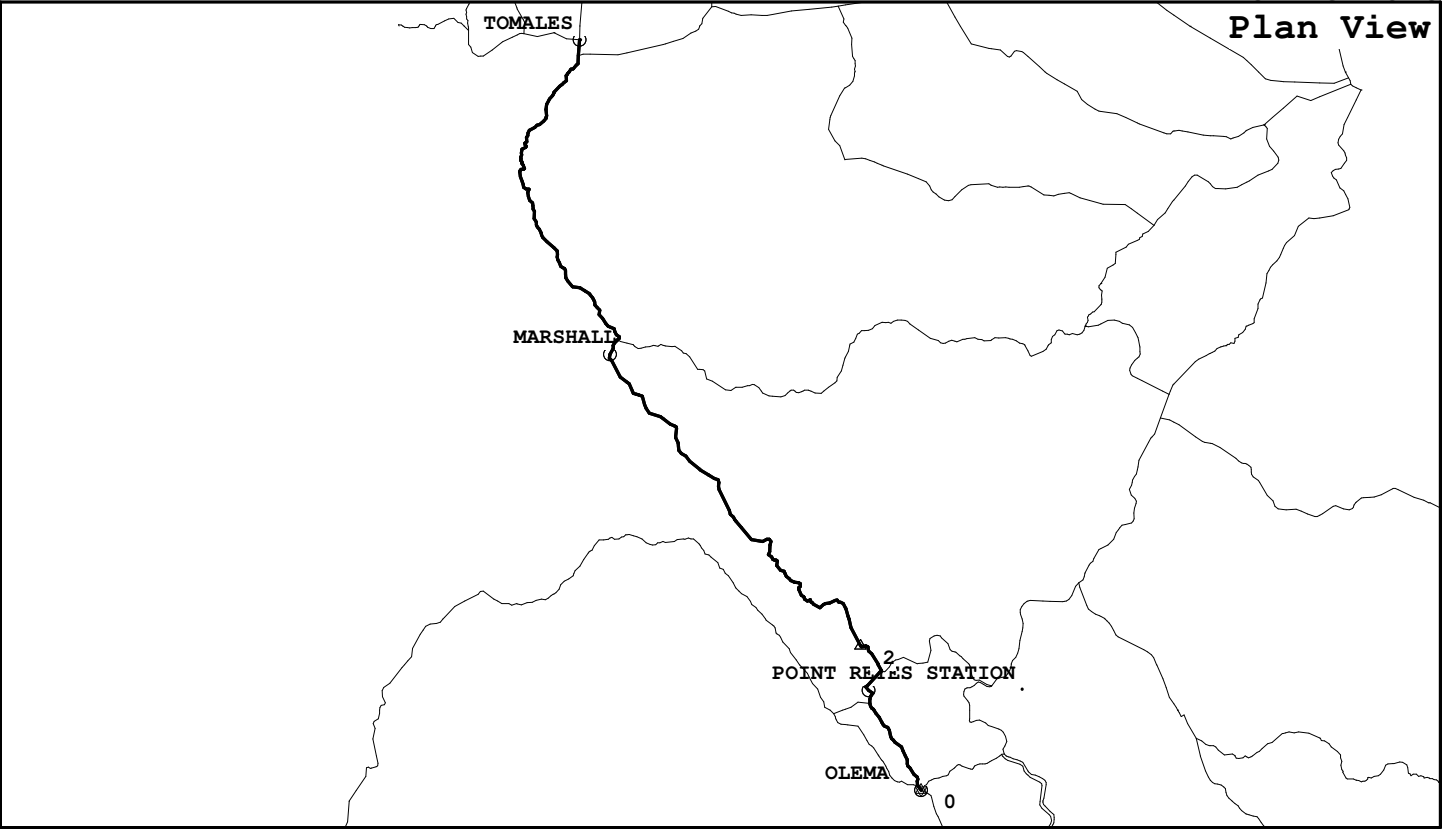 TOMALES
Plan View
MARSHALL
2
POINT REYES STATION
OLEMA
0